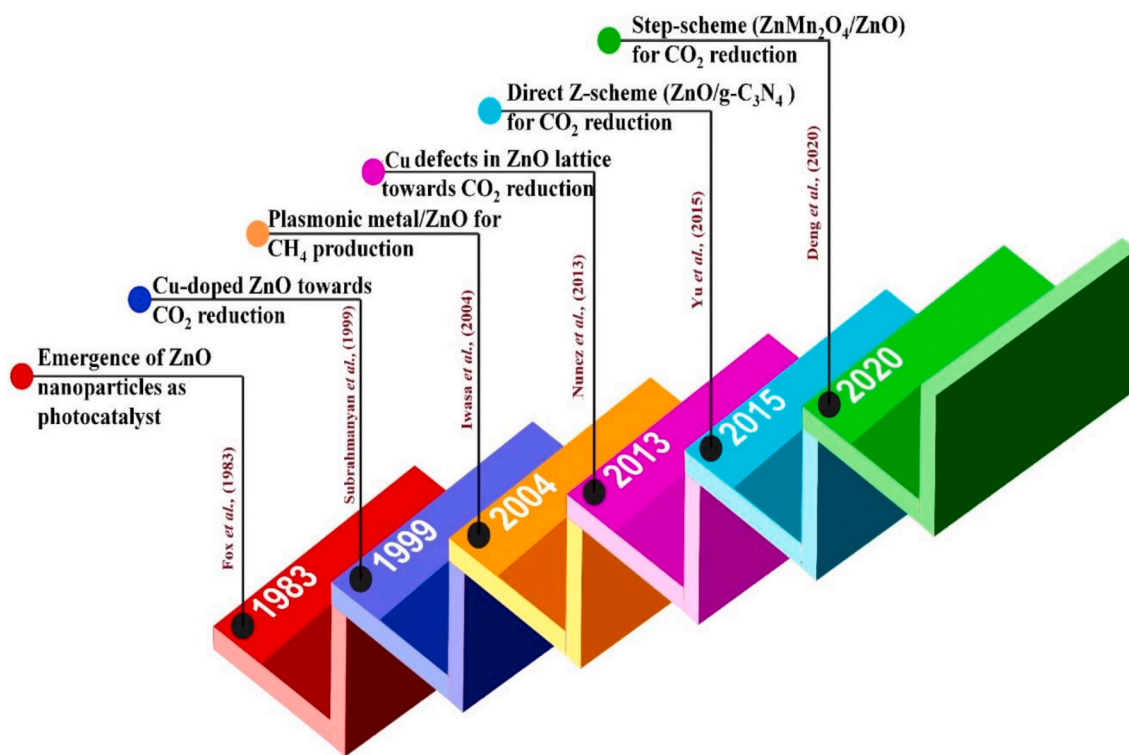 Step-scheme (ZnMn₂O₄/ZnO)
for CO₂ reduction
Direct Z-scheme (ZnO/g-C₃N₄ )
for CO₂ reduction
Cu defects in ZnO lattice
towards CO₂ reduction
Plasmonic metal/ZnO for
CH₄ production
Cu-doped ZnO towards
CO₂ reduction
Emergence of ZnO
nanoparticles as
photocatalyst
Fox et al., (1983)
Subrahmanyan et al., (1999)
Iwasa et al., (2004)
Nuncz et al., (2013)
Yu et al., (2015)
Deng et al., (2020)
1983
1999
2004
2013
2015
2020